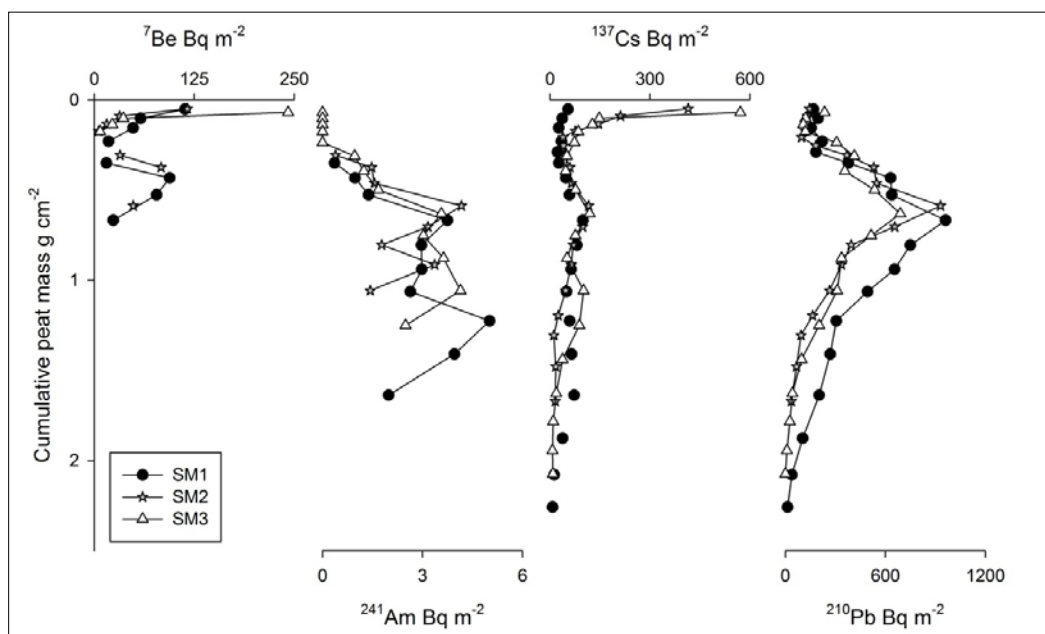 ⁷Be Bq m⁻²
¹³⁷Cs Bq m⁻²
0 125 250
0 300 600
Cumulative peat mass g cm⁻²
0
1
2
SM1
SM2
SM3
0 3 6
0 600 1200
²⁴¹Am Bq m⁻²
²¹⁰Pb Bq m⁻²